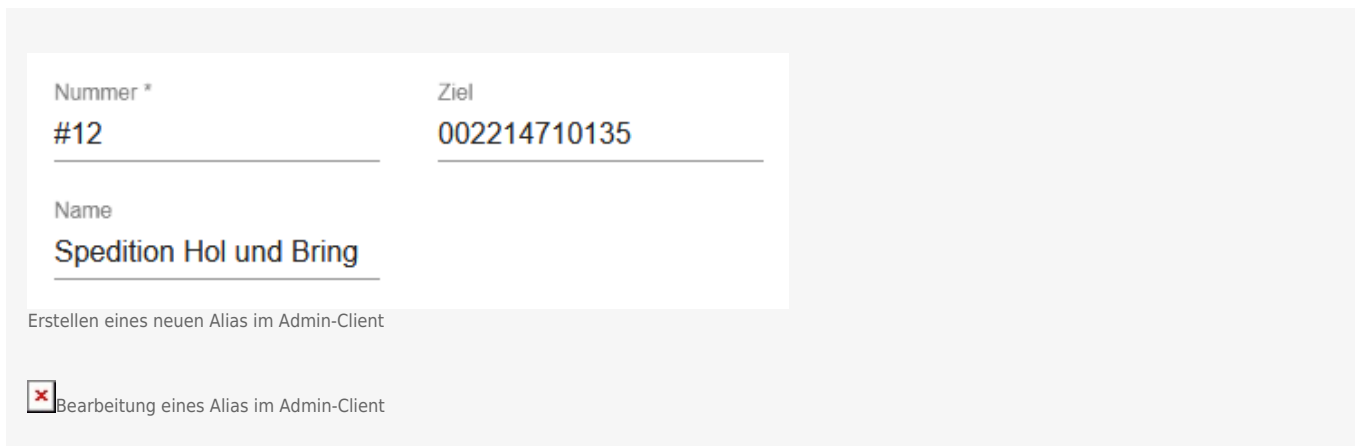 Nummer * Ziel
#12 002214710135
Name
Spedition Hol und Bring
Erstellen eines neuen Alias im Admin-Client
Bearbeitung eines Alias im Admin-Client